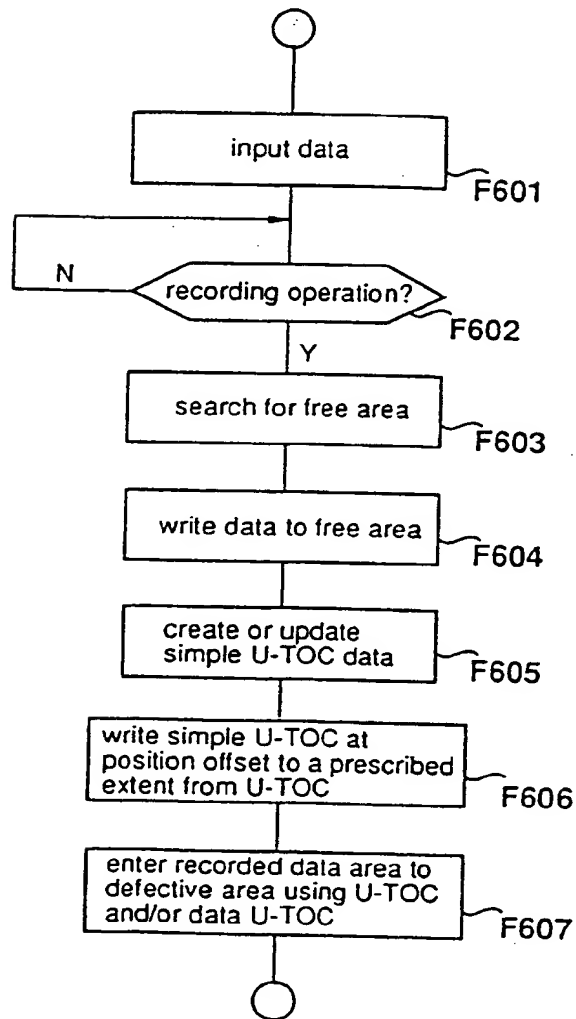 input data
F601
N
recording operation?
F602
Y
search for free area
F603
write data to free area
F604
create or update
simple U-TOC data
F605
write simple U-TOC at
position offset to a prescribed
extent from U-TOC
F606
enter recorded data area to
defective area using U-TOC
and/or data U-TOC
F607